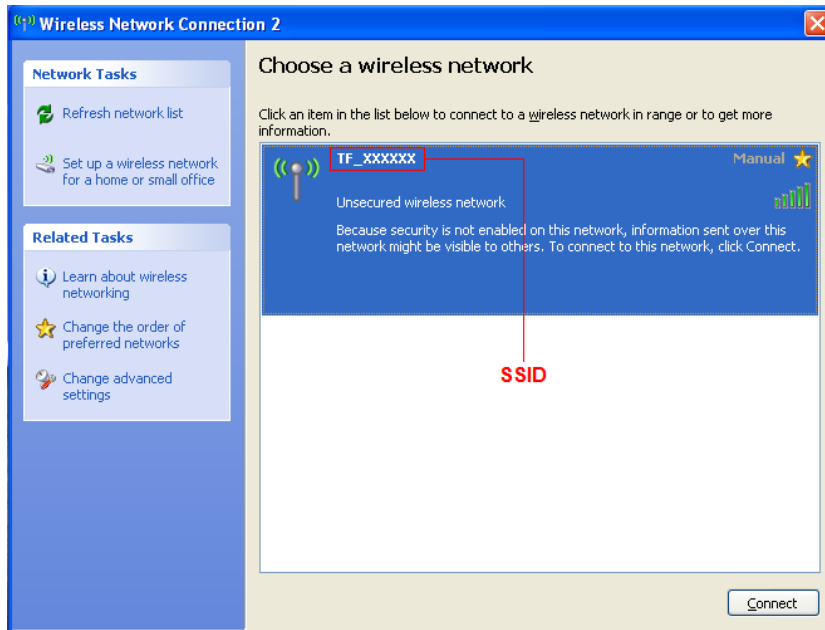 Wireless Network Connection 2
Network Tasks
Refresh network list
Set up a wireless network
for a home or small office
Related Tasks
Learn about wireless
networking
Change the order of
preferred networks
Change advanced
settings
Choose a wireless network
Click an item in the list below to connect to a wireless network in range or to get more
information.
TF_XXXXXX
Manual
Unsecured wireless network
Because security is not enabled on this network, information sent over this
network might be visible to others. To connect to this network, click Connect.
SSID
Connect